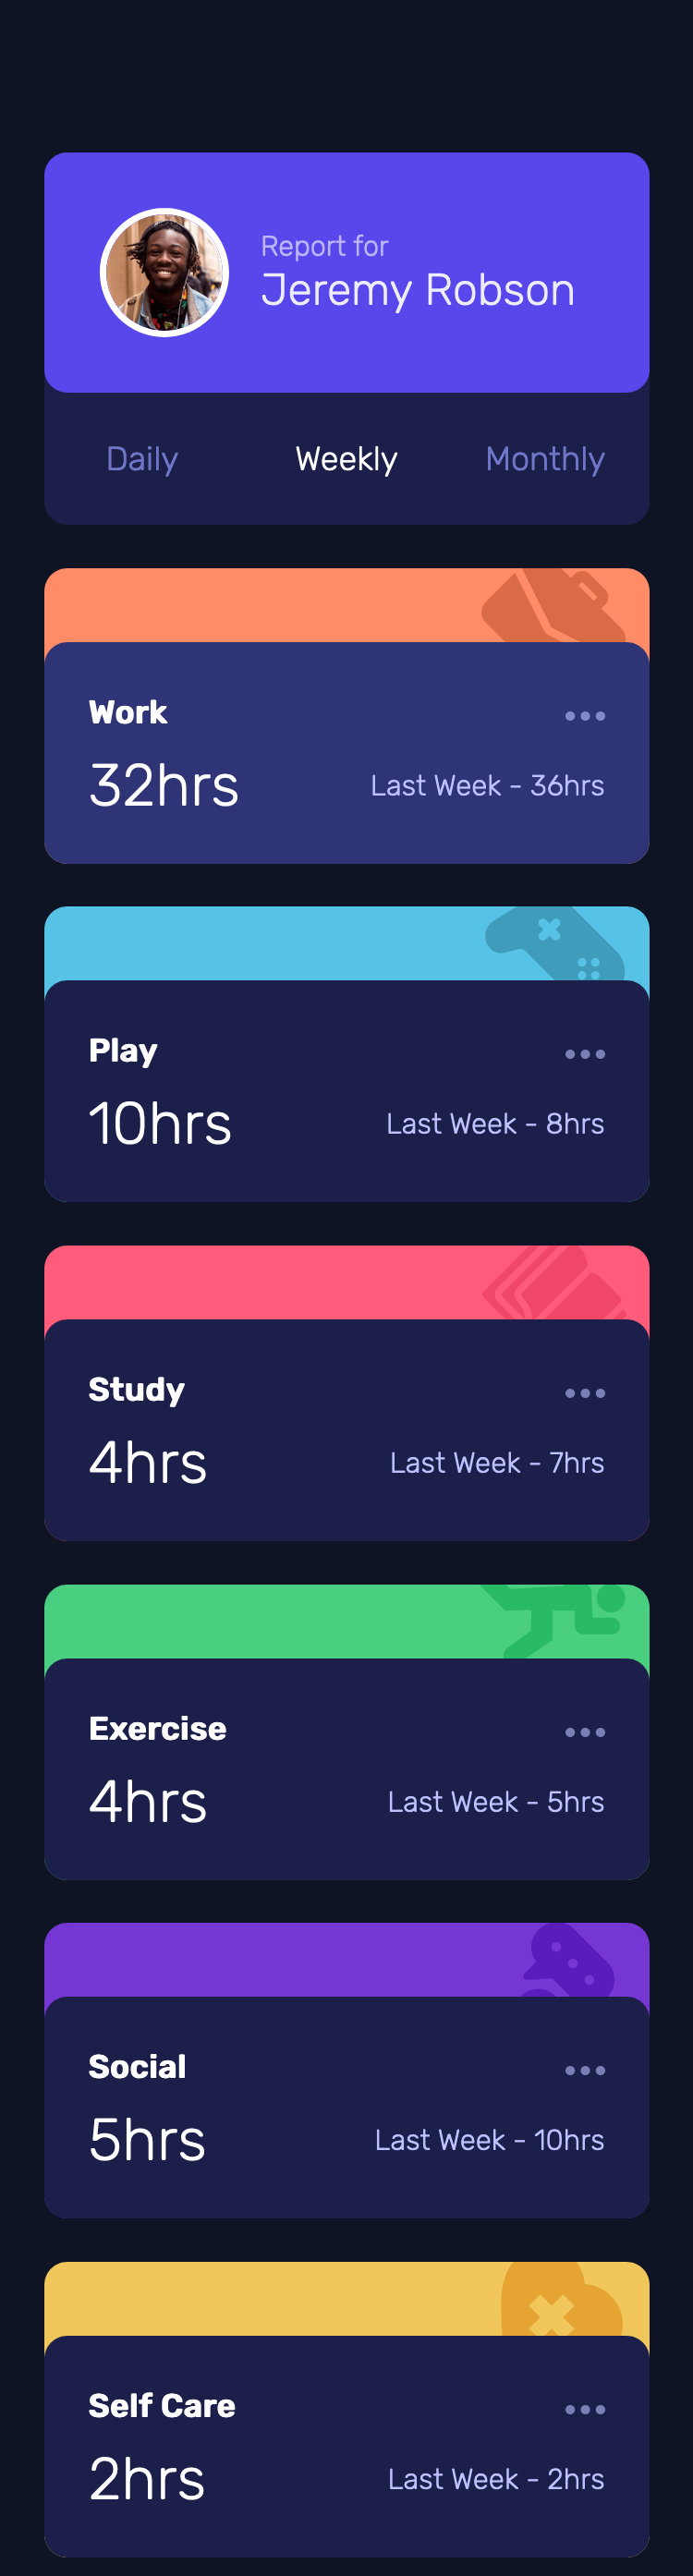 Report for
Jeremy Robson
Daily Weekly Monthly
Work
32hrs Last Week - 36hrs
Play
10hrs Last Week - 8hrs
Study
4hrs Last Week - 7hrs
Exercise
4hrs Last Week - 5hrs
Social
5hrs Last Week - 10hrs
Self Care
2hrs Last Week - 2hrs